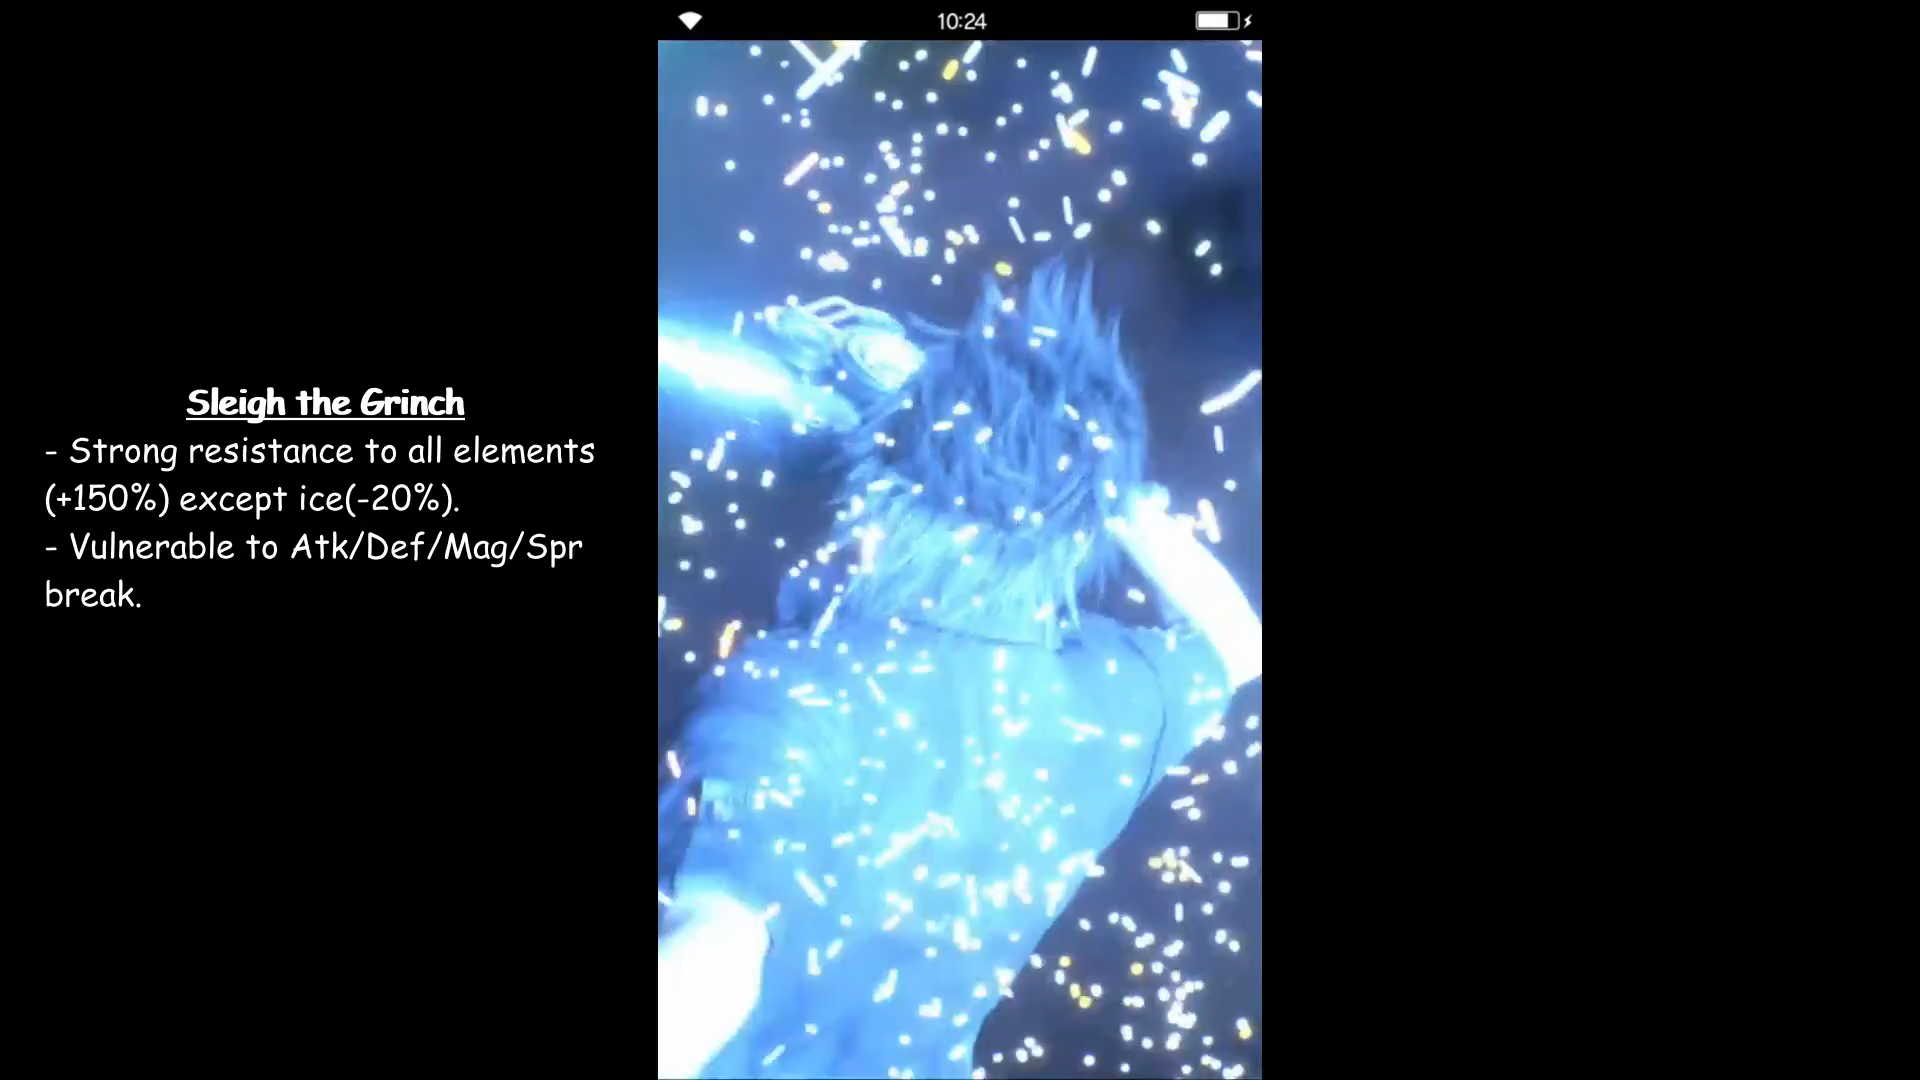 10:24
Sleigh the Grinch
- Strong resistance to all elements
(+150%) except ice(-20%).
- Vulnerable to Atk/Def/Mag/Spr
break.